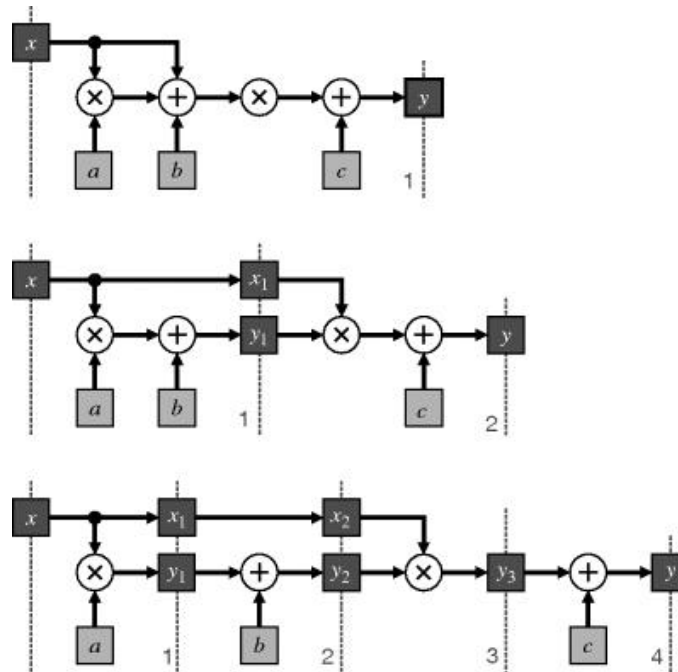 x
× + × + y
a b c
1
x x₁
× + y₁ × + y
a b c
1 2
x x₁ x₂
× y₁ + y₂ × y₃ + y
a b c
1 2 3 4